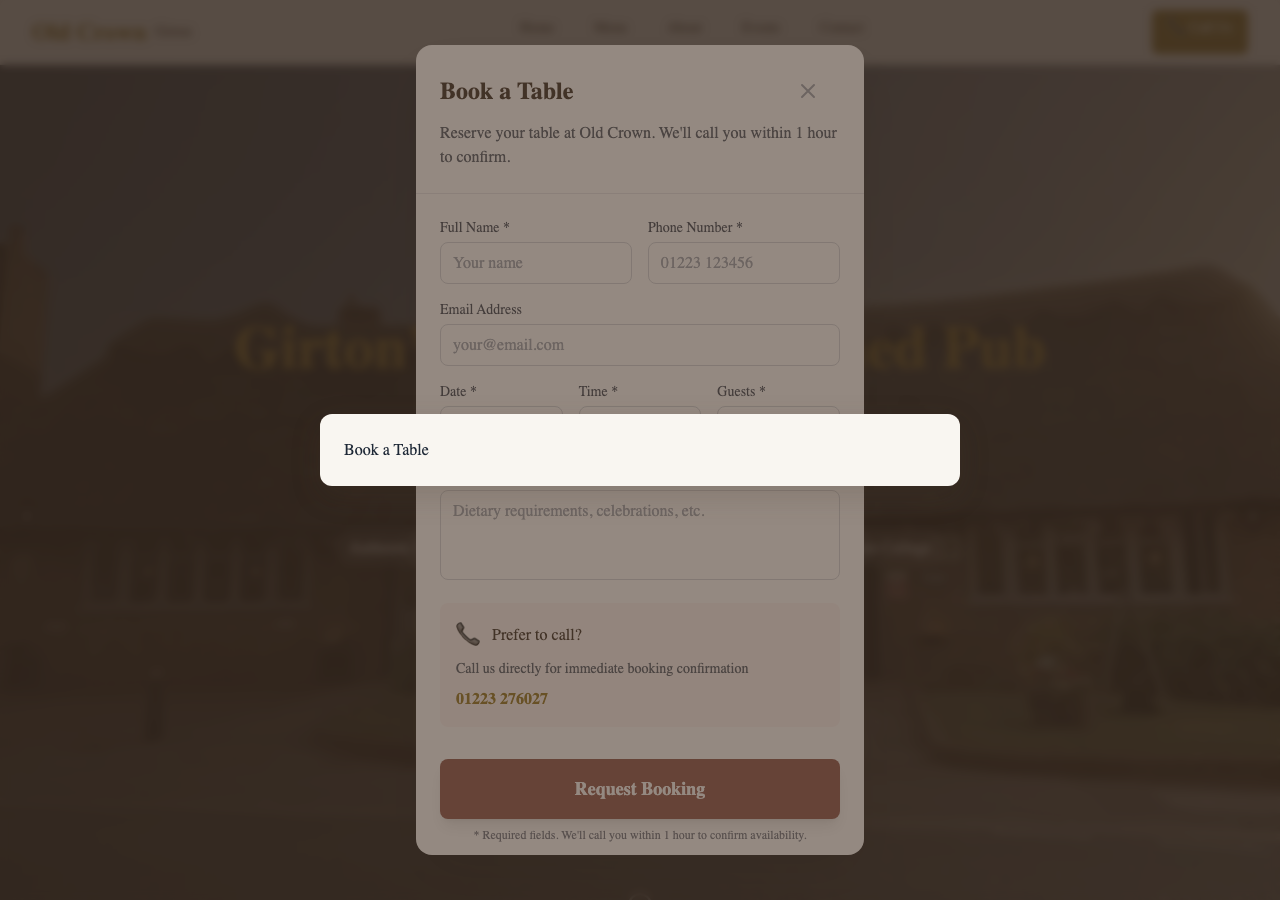 Old Crown
Book a Table
Reserve your table at Old Crown. We'll call you within 1 hour
to confirm.
Full Name *
Phone Number *
Your name
01223 123456
Email Address
your@email.com
Girton'
ed Pub
Date *
Time *
Guests *
Book a Table
Dietary requirements, celebrations, etc.
Prefer to call?
Call us directly for immediate booking confirmation
01223 276027
Request Booking
* Required fields. We'll call you within 1 hour to confirm availability.